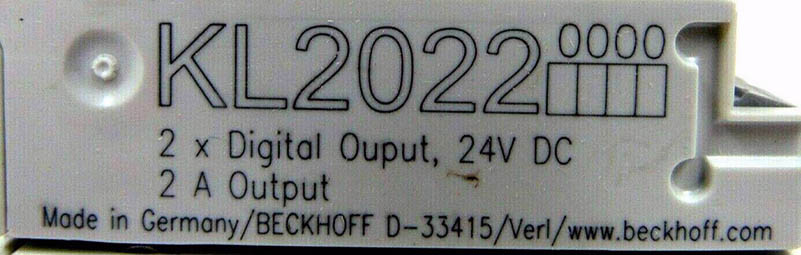 KL2022 0000
2 x Digital Ouput, 24V DC
2 A Output
Made in Germany/BECKHOFF D-33415/Verl/www.beckhoff.com